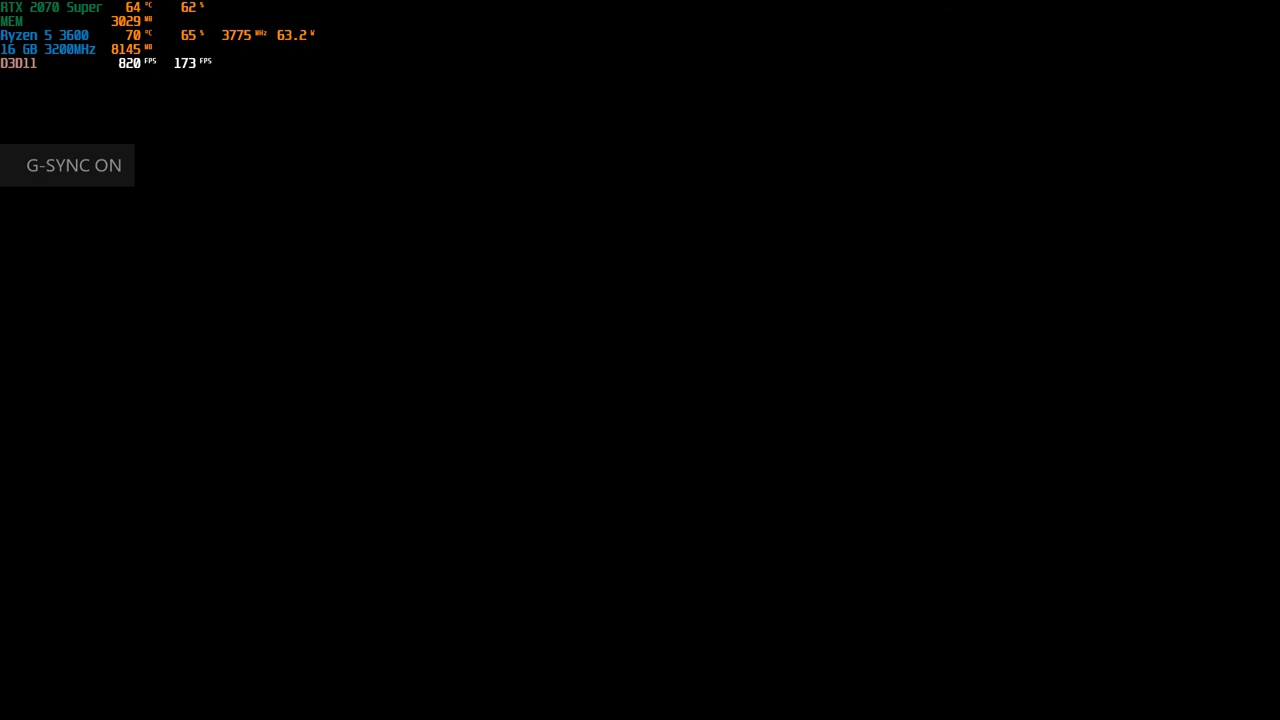 RTX 2070 Super 64 °C 62 %
MEM 3029 MB
Ryzen 5 3600 70 °C 65 % 3775 MHz 63.2 W
16 GB 3200MHz 8145 MB
D3D11 820 FPS 173 FPS
G-SYNC ON